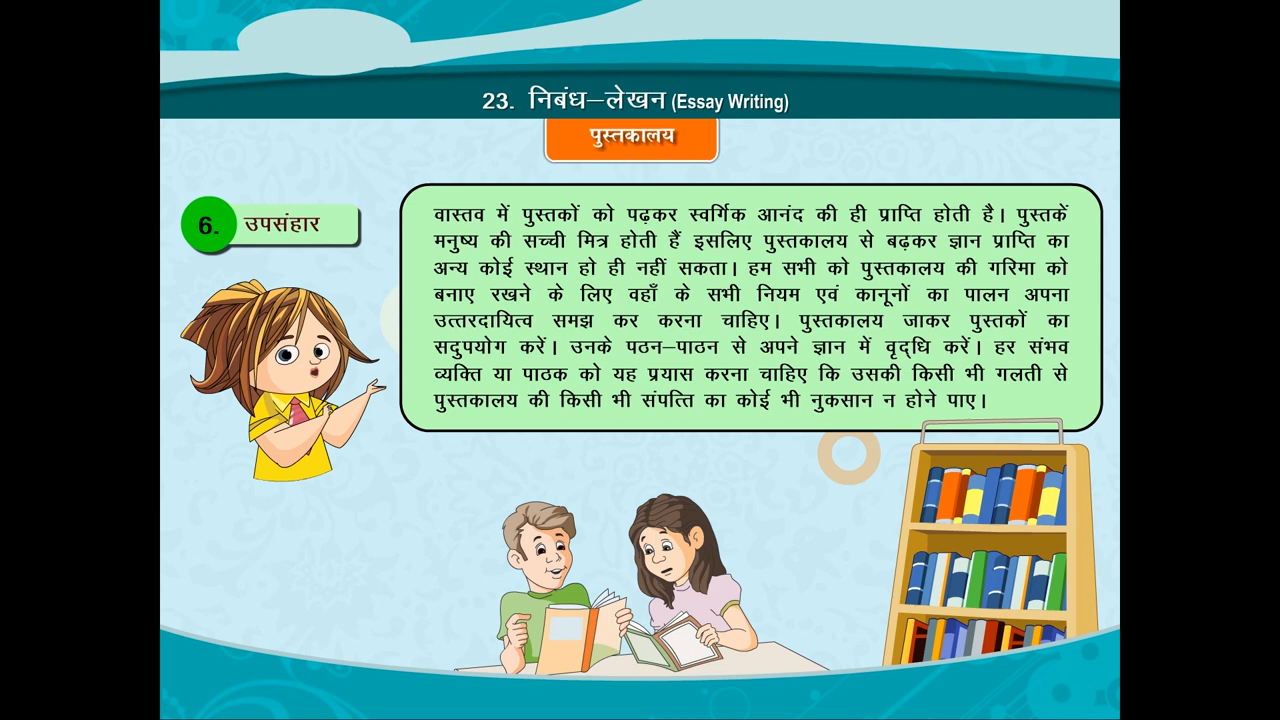 23. निबंध–लेखन (Essay Writing)
पुस्तकालय
6. उपसंहार
वास्तव में पुस्तकों को पढ़कर स्वर्गिक आनंद की ही प्राप्ति होती है। पुस्तकें
मनुष्य की सच्ची मित्र होती हैं इसलिए पुस्तकालय से बढ़कर ज्ञान प्राप्ति का
अन्य कोई स्थान हो ही नहीं सकता। हम सभी को पुस्तकालय की गरिमा को
बनाए रखने के लिए वहाँ के सभी नियम एवं कानूनों का पालन अपना
उत्तरदायित्व समझ कर करना चाहिए। पुस्तकालय जाकर पुस्तकों का
सदुपयोग करें। उनके पठन–पाठन से अपने ज्ञान में वृद्धि करें। हर संभव
व्यक्ति या पाठक को यह प्रयास करना चाहिए कि उसकी किसी भी गलती से
पुस्तकालय की किसी भी संपत्ति का कोई भी नुकसान न होने पाए।